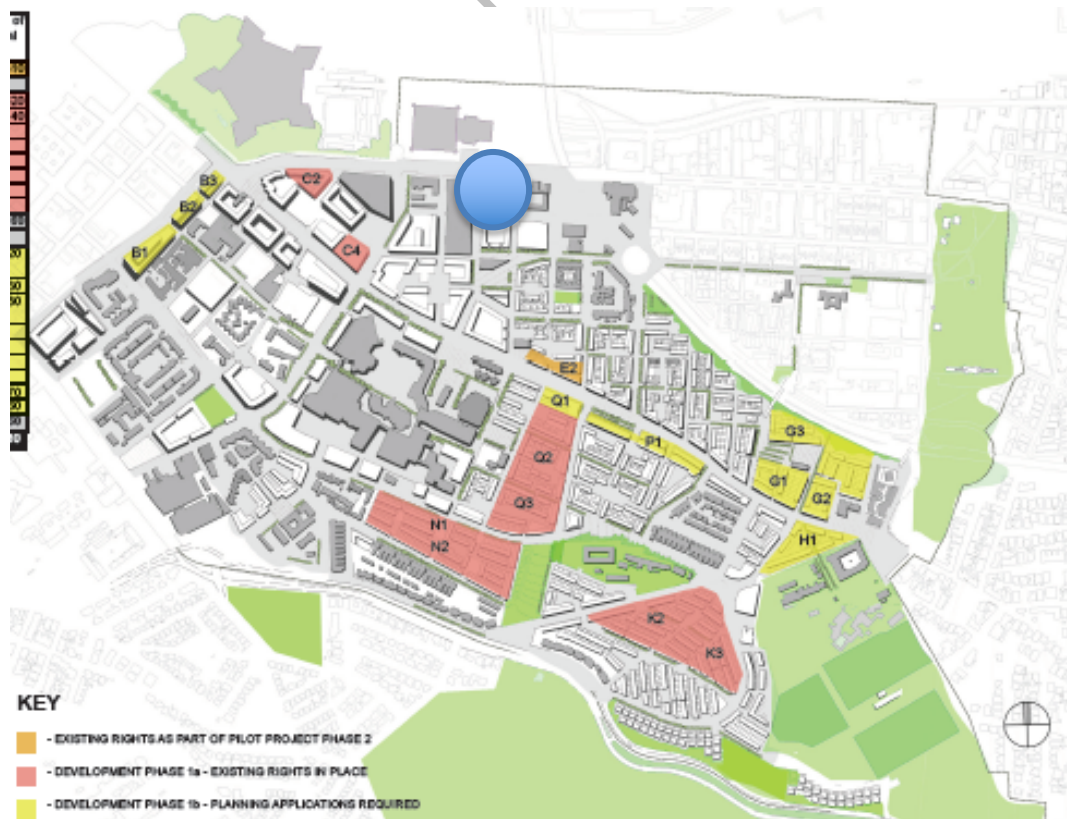 of
B3
B2
B1
C2
C4
E2
Q1
P1
Q2
Q3
G3
G1
G2
H1
N1
N2
K2
K3
KEY
- EXISTING RIGHTS AS PART OF PILOT PROJECT PHASE 2
- DEVELOPMENT PHASE 1a - EXISTING RIGHTS IN PLACE
- DEVELOPMENT PHASE 1b - PLANNING APPLICATIONS REQUIRED